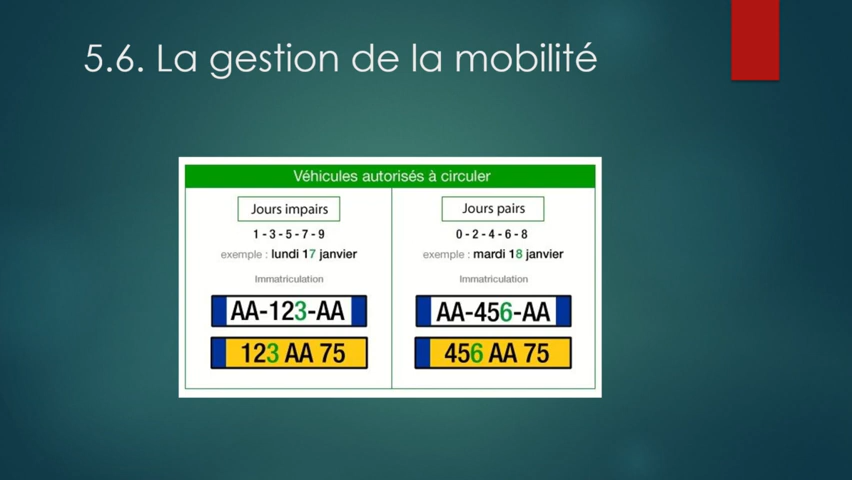 5.6. La gestion de la mobilité
Véhicules autorisés à circuler
Jours impairs
1 - 3 - 5 - 7 - 9
exemple : lundi 17 janvier
Immatriculation
AA-123-AA
123 AA 75
Jours pairs
0 - 2 - 4 - 6 - 8
exemple : mardi 18 janvier
Immatriculation
AA-456-AA
456 AA 75